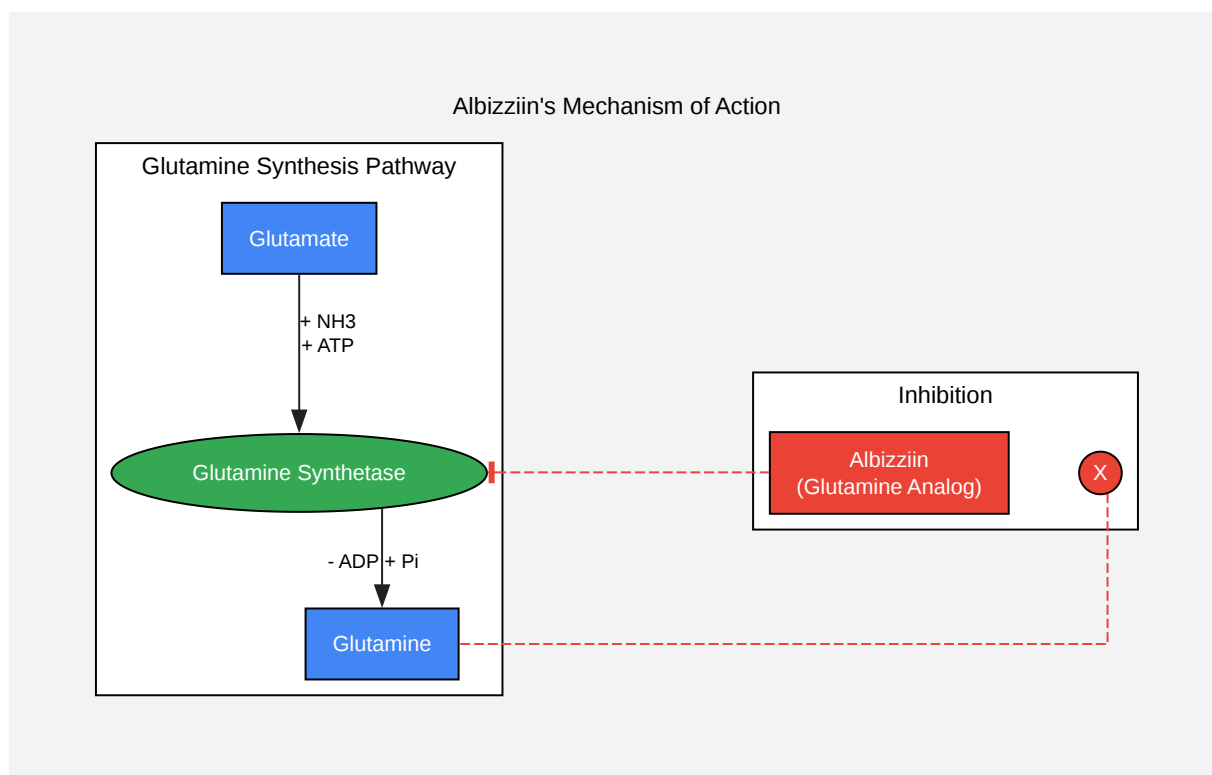 Albizziin's Mechanism of Action
Glutamine Synthesis Pathway
Glutamate
+ NH3
+ ATP
Glutamine Synthetase
- ADP + Pi
Glutamine
Inhibition
Albizziin
(Glutamine Analog)
X